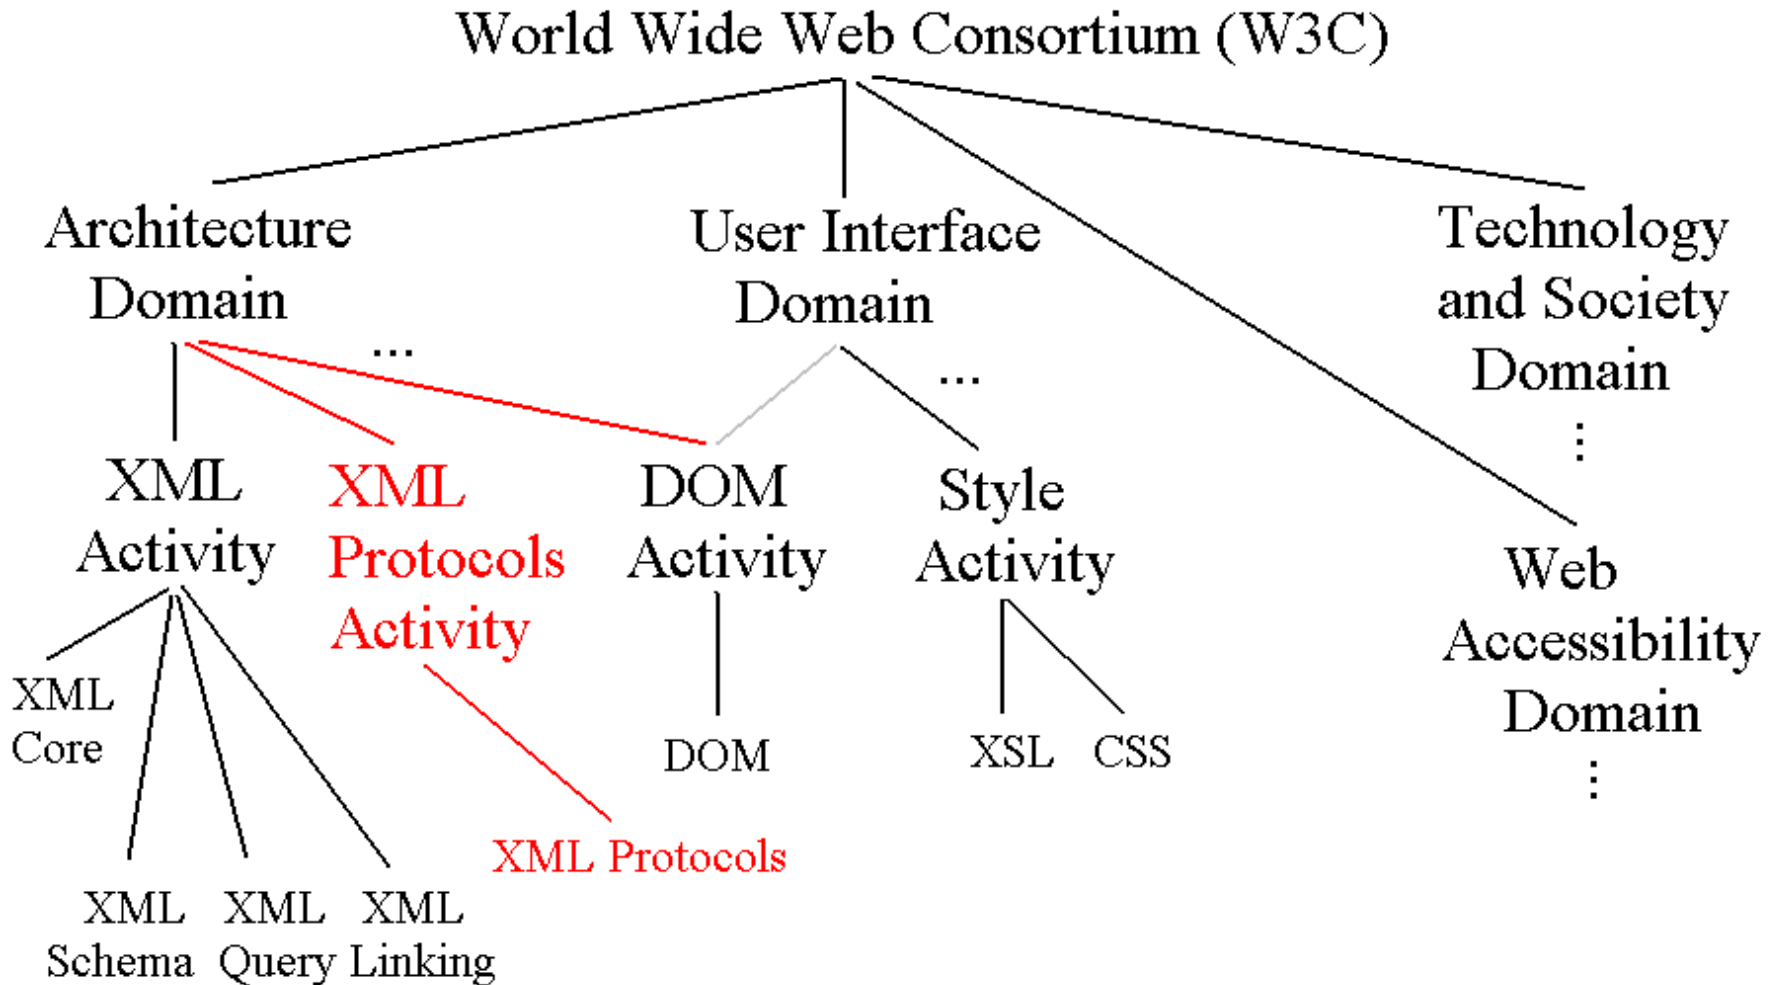 World Wide Web Consortium (W3C)
Architecture
Domain
...
User Interface
Domain
...
Technology
and Society
Domain
...
XML
Activity
XML
Protocols
Activity
DOM
Activity
Style
Activity
Web
Accessibility
Domain
...
XML
Core
DOM
XSL
CSS
XML Protocols
XML
Schema
XML
Query
XML
Linking